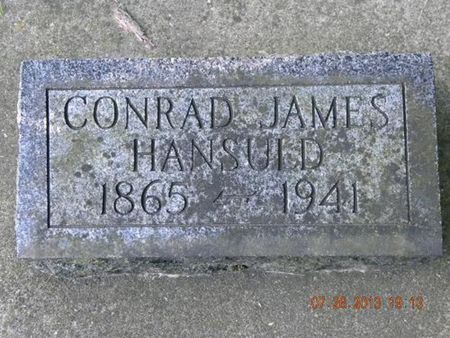 CONRAD JAMES
HANSULD
1865 - 1941
07.28.2013 19:13